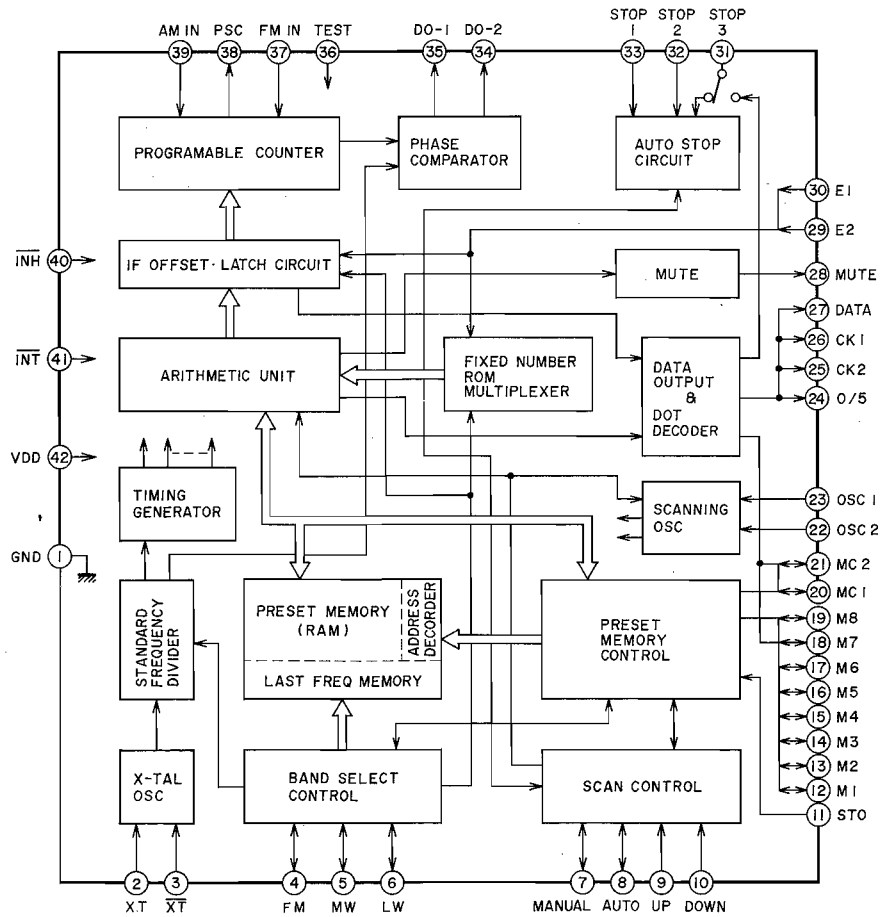 AM IN PSC FM IN TEST DO-1 DO-2 STOP 1 STOP 2 STOP 3
39 38 37 36 35 34 33 32 31
PROGRAMABLE COUNTER
PHASE COMPARATOR
AUTO STOP CIRCUIT
30 E1
29 E2
INH 40
IF OFFSET·LATCH CIRCUIT
MUTE
28 MUTE
27 DATA
26 CK1
25 CK2
24 0/5
INT 41
ARITHMETIC UNIT
FIXED NUMBER
ROM
MULTIPLEXER
DATA
OUTPUT
&
DOT
DECODER
VDD 42
TIMING
GENERATOR
SCANNING
OSC
23 OSC 1
22 OSC 2
GND 1
21 MC2
20 MC1
19 M8
18 M7
17 M6
16 M5
15 M4
14 M3
13 M2
12 M1
11 STO
STANDARD
FREQUENCY
DIVIDER
PRESET MEMORY
(RAM)
ADDRESS
DECORDER
LAST FREQ MEMORY
PRESET
MEMORY
CONTROL
X-TAL
OSC
BAND SELECT
CONTROL
SCAN CONTROL
2 3 4 5 6 7 8 9 10
X.T XT FM MW LW MANUAL AUTO UP DOWN